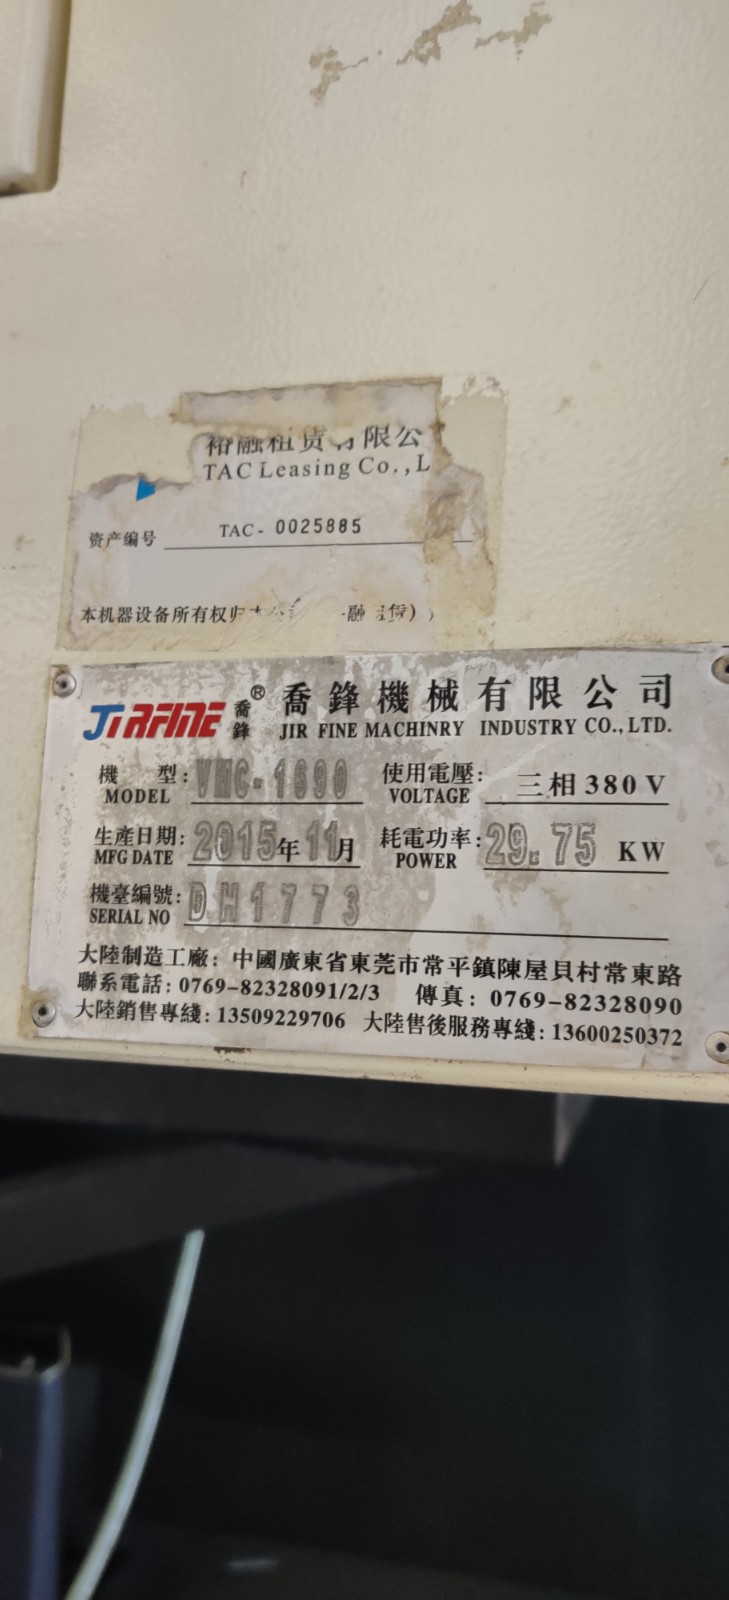 裕融租赁有限公
TAC Leasing Co.,L
资产编号 TAC- 0025885
本机器设备所有权归 融 赁)
JIRFINE 喬鋒 ® 喬鋒機械有限公司
JIR FINE MACHINRY INDUSTRY CO.,LTD.
機 型: VMC-1690 使用電壓: 三相380V
MODEL VOLTAGE
生產日期: 2015年11月 耗電功率: 29.75 KW
MFG DATE POWER
機臺編號: DH1773
SERIAL NO
大陸制造工廠: 中國廣東省東莞市常平鎮陳屋貝村常東路
聯系電話: 0769-82328091/2/3 傳真: 0769-82328090
大陸銷售專綫: 13509229706 大陸售後服務專綫: 13600250372